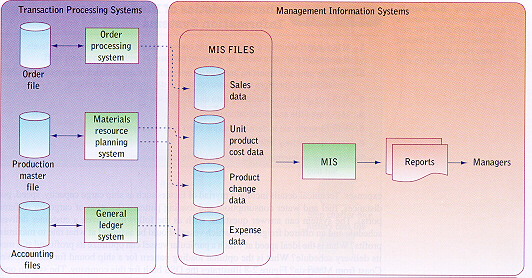 Transaction Processing Systems
Management Information Systems
Order
processing
system
Order
file
Materials
resource
planning
system
Production
master
file
General
ledger
system
Accounting
files
MIS FILES
Sales
data
Unit
product
cost data
Product
change
data
Expense
data
MIS
Reports
Managers